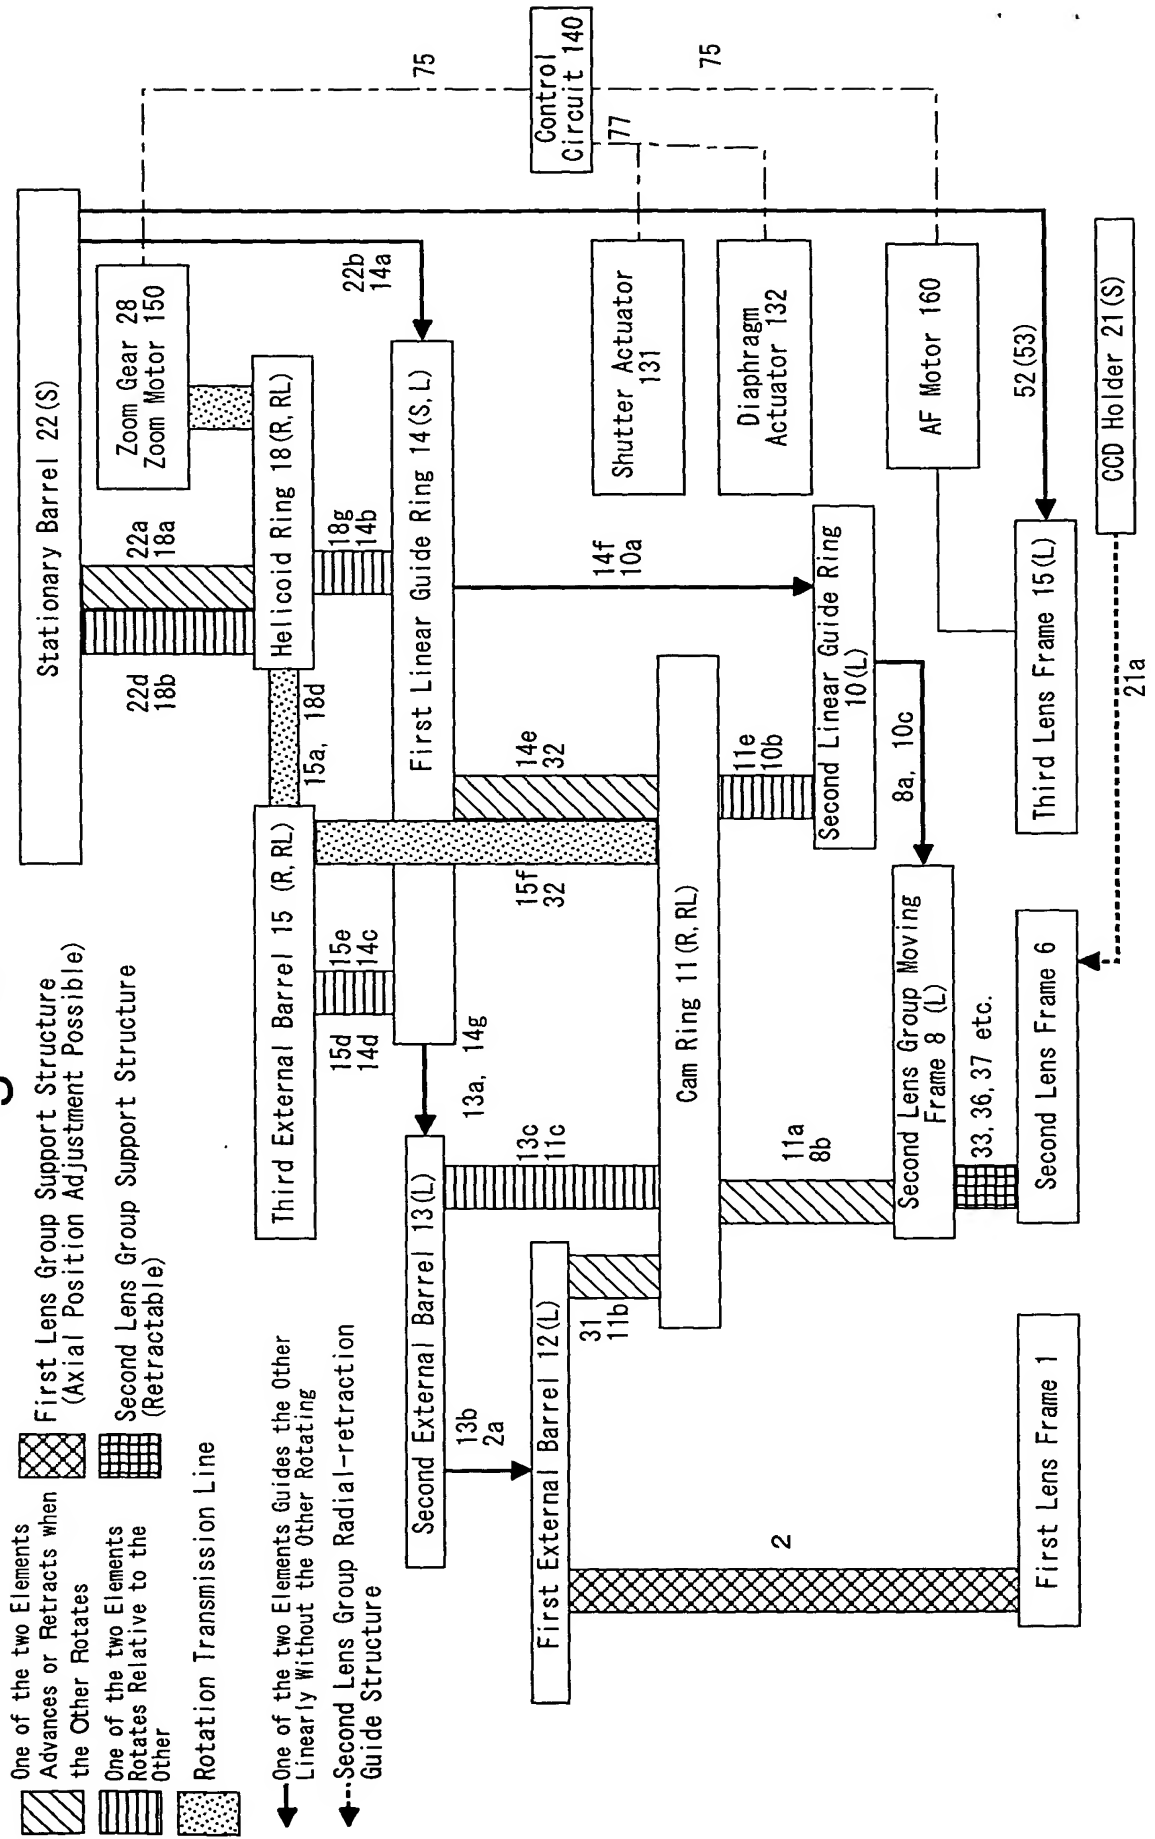 One of the two Elements
Advances or Retracts when
the Other Rotates
One of the two Elements
Rotates Relative to the
Other
Rotation Transmission Line
First Lens Group Support Structure
(Axial Position Adjustment Possible)
Second Lens Group Support Structure
(Retractable)
One of the two Elements Guides the Other
Linearly Without the Other Rotating
Second Lens Group Radial-retraction
Guide Structure
Stationary Barrel 22(S)
22d
18b
22a
18a
Zoom Gear 28
Zoom Motor 150
75
Third External Barrel 15 (R, RL)
15a, 18d
Helicoid Ring 18(R, RL)
22b
14a
15d
14d
15e
14c
18g
14b
Second External Barrel 13(L)
13a, 14g
First Linear Guide Ring 14(S, L)
13b
2a
13c
11c
15f
32
14e
32
14f
10a
Control
Circuit 140
77
75
First External Barrel 12(L)
31
11b
Shutter Actuator
131
Cam Ring 11(R, RL)
11e
10b
Diaphragm
Actuator 132
2
11a
8b
Second Linear Guide Ring
10(L)
8a, 10c
AF Motor 160
Second Lens Group Moving
Frame 8 (L)
33, 36, 37 etc.
52(53)
First Lens Frame 1
Second Lens Frame 6
Third Lens Frame 15(L)
CCD Holder 21(S)
21a